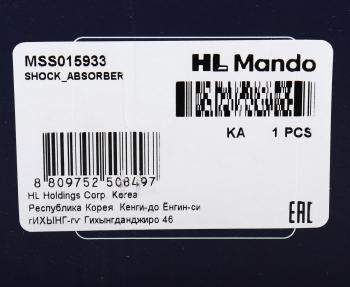 MSS015933
SHOCK_ABSORBER
HL Mando
KA 1 PCS
8 809752 508497
HL Holdings Corp. Korea
Республика Корея Кенги-до Ёнгин-си
гИХЫНГ-гу Гихынгданджиро 46
EAC